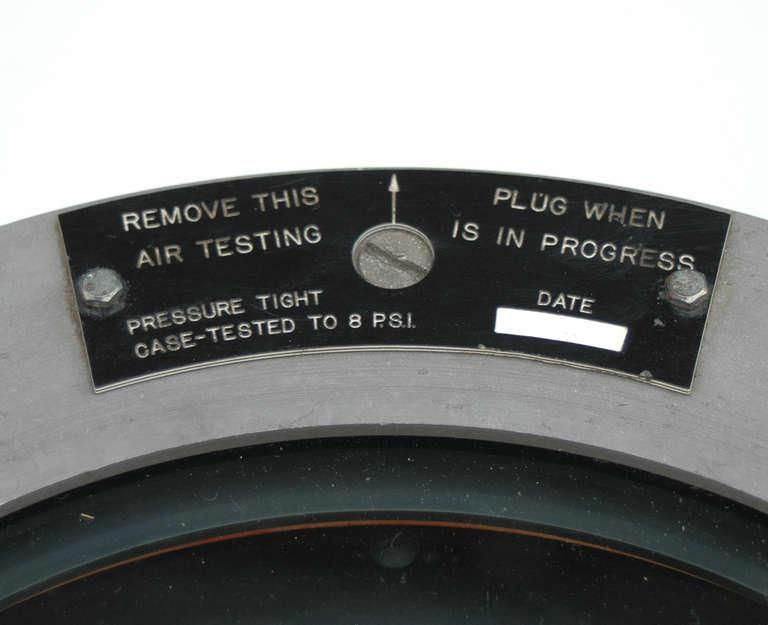 REMOVE THIS PLUG WHEN
AIR TESTING IS IN PROGRESS
PRESSURE TIGHT
CASE-TESTED TO 8 P.S.I.
DATE